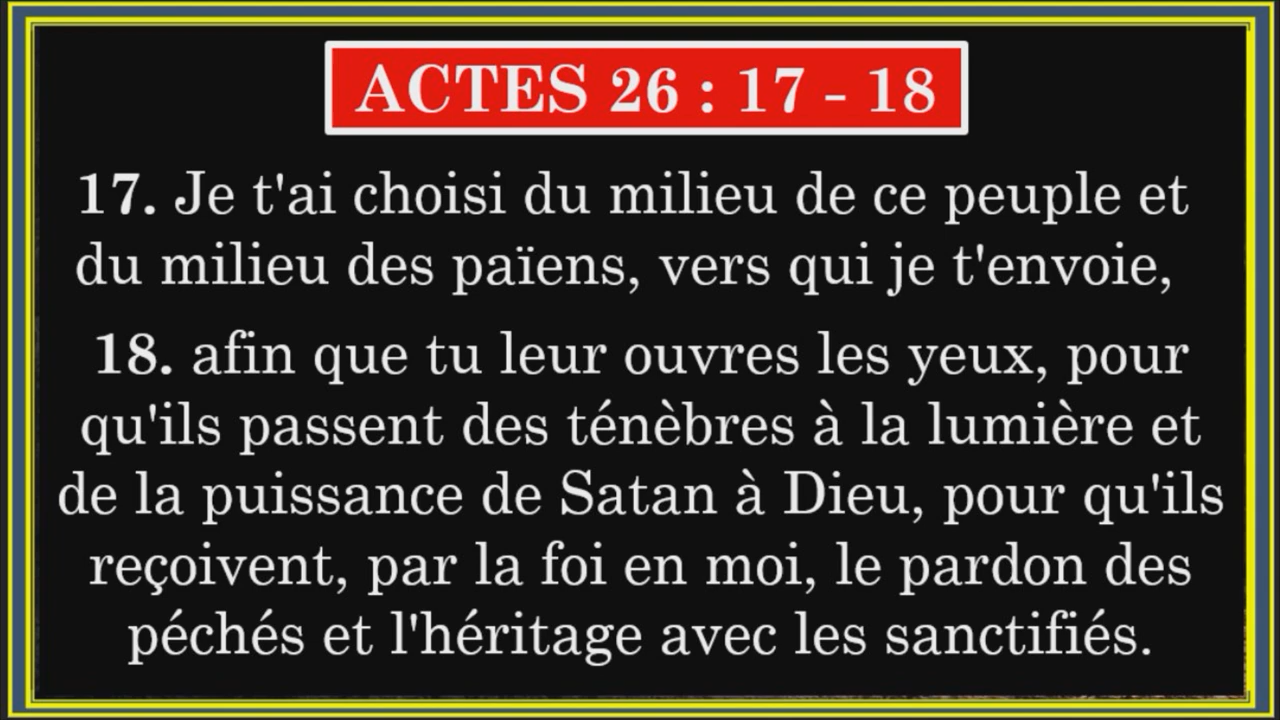 ACTES 26 : 17 - 18
17. Je t'ai choisi du milieu de ce peuple et
du milieu des païens, vers qui je t'envoie,
18. afin que tu leur ouvres les yeux, pour
qu'ils passent des ténèbres à la lumière et
de la puissance de Satan à Dieu, pour qu'ils
reçoivent, par la foi en moi, le pardon des
péchés et l'héritage avec les sanctifiés.